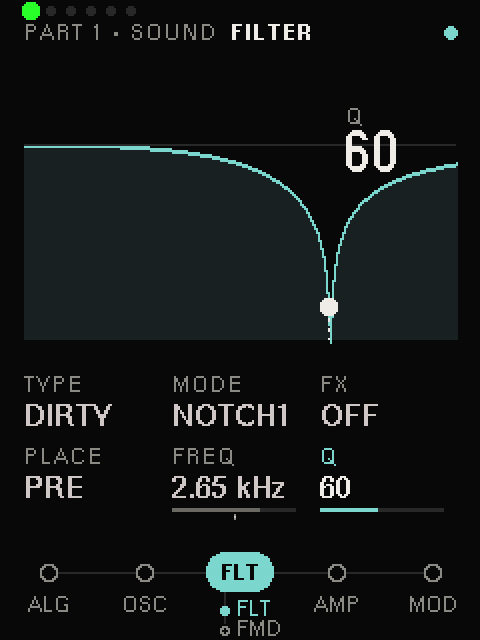 PART 1 · SOUND FILTER
Q
60
TYPE MODE FX
DIRTY NOTCH1 OFF
PLACE FREQ Q
PRE 2.65 kHz 60
FLT
ALG OSC FLT AMP MOD
FMD